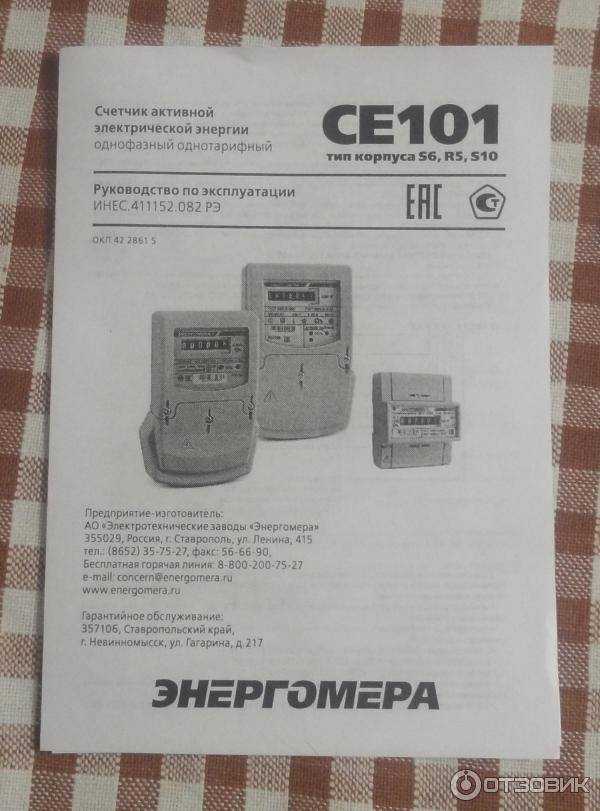 Счетчик активной
электрической энергии
однофазный однотарифный
CE101
тип корпуса S6, R5, S10
Руководство по эксплуатации
ИНЕС.411152.082 РЭ
ЕАС
Ст
ОКП 42 2861 5
Предприятие-изготовитель:
АО «Электротехнические заводы «Энергомера»
355029, Россия, г. Ставрополь, ул. Ленина, 415
тел.: (8652) 35-75-27, факс: 56-66-90,
Бесплатная горячая линия: 8-800-200-75-27
e-mail: concern@energomera.ru
www.energomera.ru
Гарантийное обслуживание:
357106, Ставропольский край,
г. Невинномысск, ул. Гагарина, д.217
ЭНЕРГОМЕРА
ОТЗОВИК